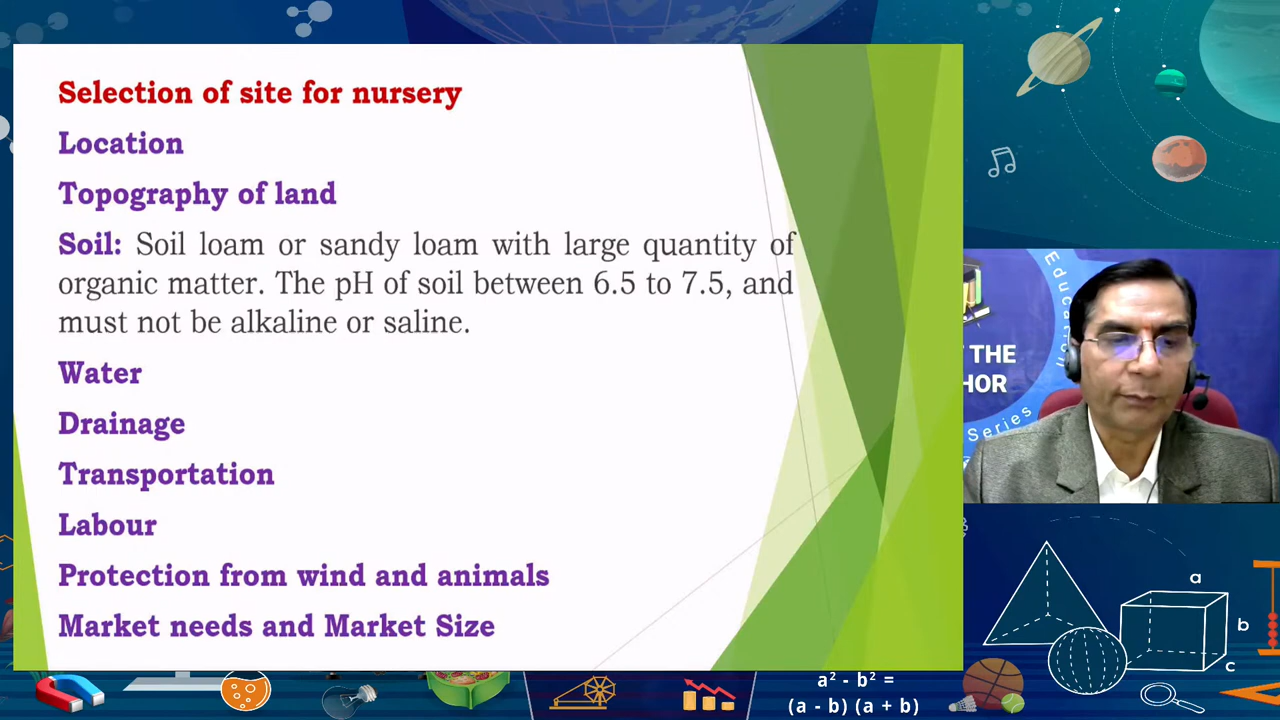 Selection of site for nursery
Location
Topography of land
Soil: Soil loam or sandy loam with large quantity of
organic matter. The pH of soil between 6.5 to 7.5, and
must not be alkaline or saline.
Water
Drainage
Transportation
Labour
Protection from wind and animals
Market needs and Market Size
Education
THE
HOR
Series
a
b
c
a² - b² =
(a - b) (a + b)